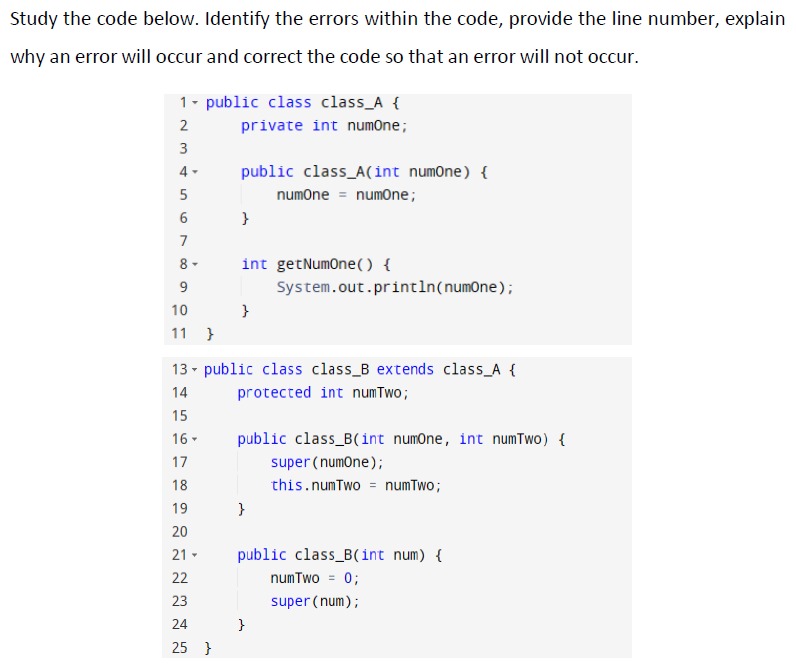 Study the code below. Identify the errors within the code, provide the line number, explain
why an error will occur and correct the code so that an error will not occur.
1 public class class_A {
2 private int numOne;
3
4 public class_A(int numOne) {
5 numOne = numOne;
6 }
7
8 int getNumOne() {
9 System.out.println(numOne);
10 }
11 }
13 public class class_B extends class_A {
14 protected int numTwo;
15
16 public class_B(int numOne, int numTwo) {
17 super(numOne);
18 this.numTwo = numTwo;
19 }
20
21 public class_B(int num) {
22 numTwo = 0;
23 super(num);
24 }
25 }